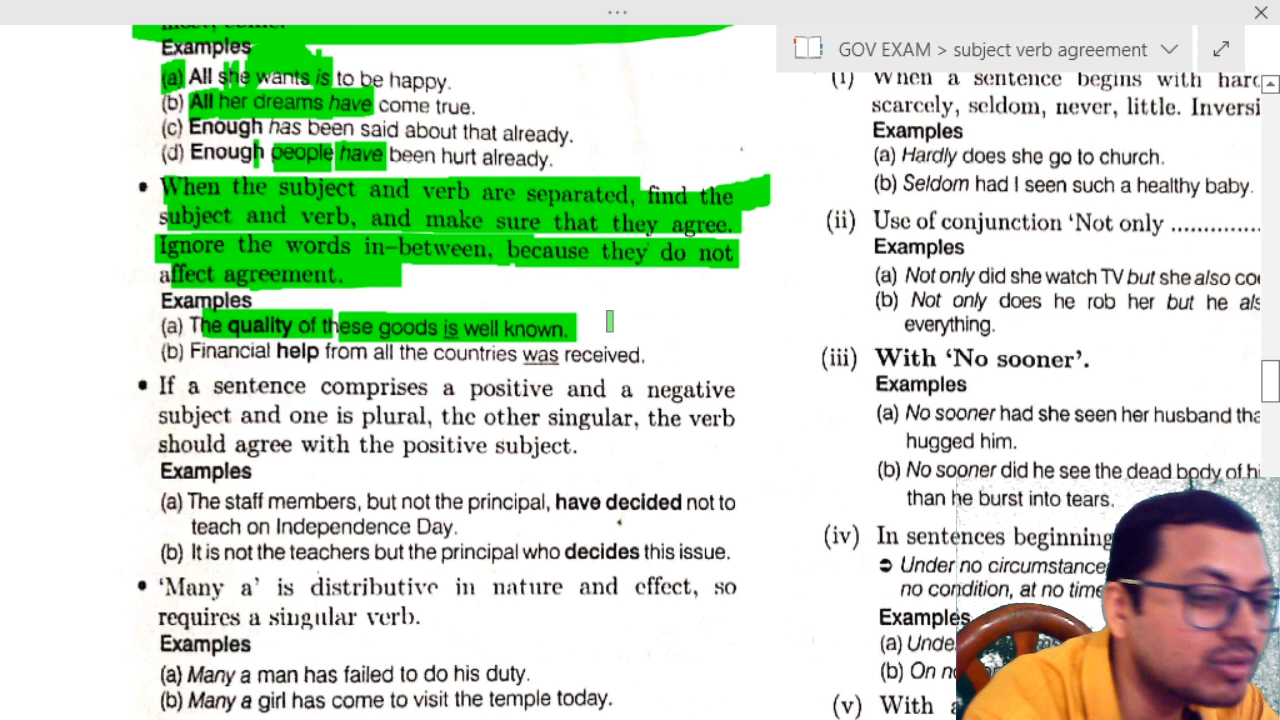 GOV EXAM > subject verb agreement
Examples
(a) All she wants is to be happy.
(b) All her dreams have come true.
(c) Enough has been said about that already.
(d) Enough people have been hurt already.
• When the subject and verb are separated, find the
subject and verb, and make sure that they agree.
Ignore the words in-between, because they do not
affect agreement.
Examples
(a) The quality of these goods is well known.
(b) Financial help from all the countries was received.
• If a sentence comprises a positive and a negative
subject and one is plural, the other singular, the verb
should agree with the positive subject.
Examples
(a) The staff members, but not the principal, have decided not to
teach on Independence Day.
(b) It is not the teachers but the principal who decides this issue.
• 'Many a' is distributive in nature and effect, so
requires a singular verb.
Examples
(a) Many a man has failed to do his duty.
(b) Many a girl has come to visit the temple today.
(i) When a sentence begins with
scarcely, seldom, never, little.
Examples
(a) Hardly does she go to church.
(b) Seldom had I seen such a healthy baby.
(ii) Use of conjunction 'Not only ..............
Examples
(a) Not only did she watch TV but she also
(b) Not only does he rob her but he
everything.
(iii) With 'No sooner'.
Examples
(a) No sooner had she seen her husband
hugged him.
(b) No sooner did he see the dead body of
than he burst into tears.
(iv) In sentences beginning
➲ Under no circumstance
no condition, at no time
Examples
(a)
(b) On
(v) With